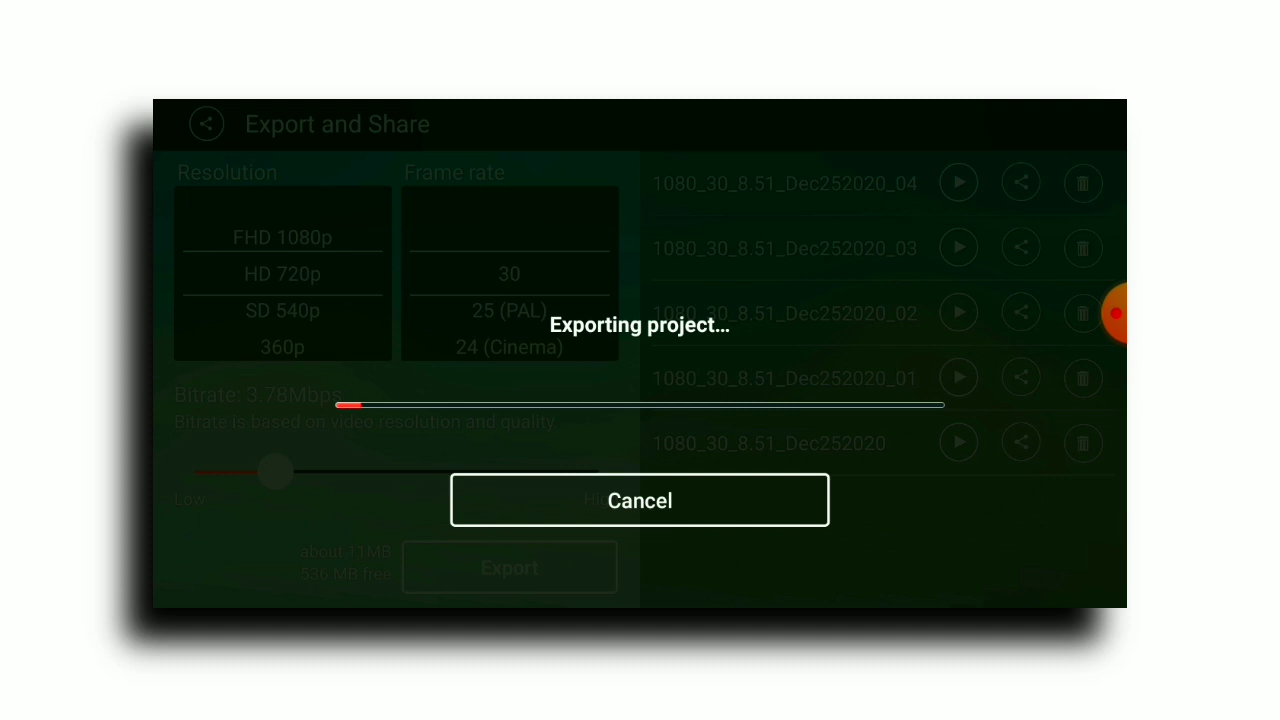 Export and Share
Resolution
Frame rate
FHD 1080p
HD 720p
SD 540p
360p
30
25 (PAL)
24 (Cinema)
Bitrate: 3.78Mbps
Bitrate is based on video resolution and quality
Low
about 11MB
536 MB free
Export
1080_30_8.51_Dec252020_04
1080_30_8.51_Dec252020_03
1080_30_8.51_Dec252020_02
1080_30_8.51_Dec252020_01
1080_30_8.51_Dec252020
Exporting project...
Cancel